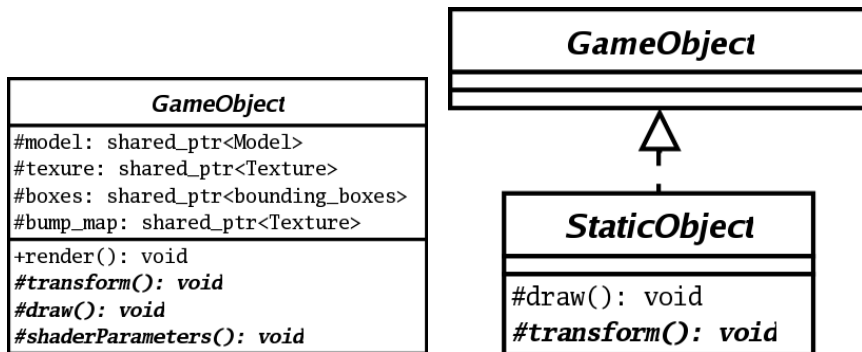 GameObject
#model: shared_ptr<Model>
#texure: shared_ptr<Texture>
#boxes: shared_ptr<bounding_boxes>
#bump_map: shared_ptr<Texture>
+render(): void
#transform(): void
#draw(): void
#shaderParameters(): void
GameObject
StaticObject
#draw(): void
#transform(): void